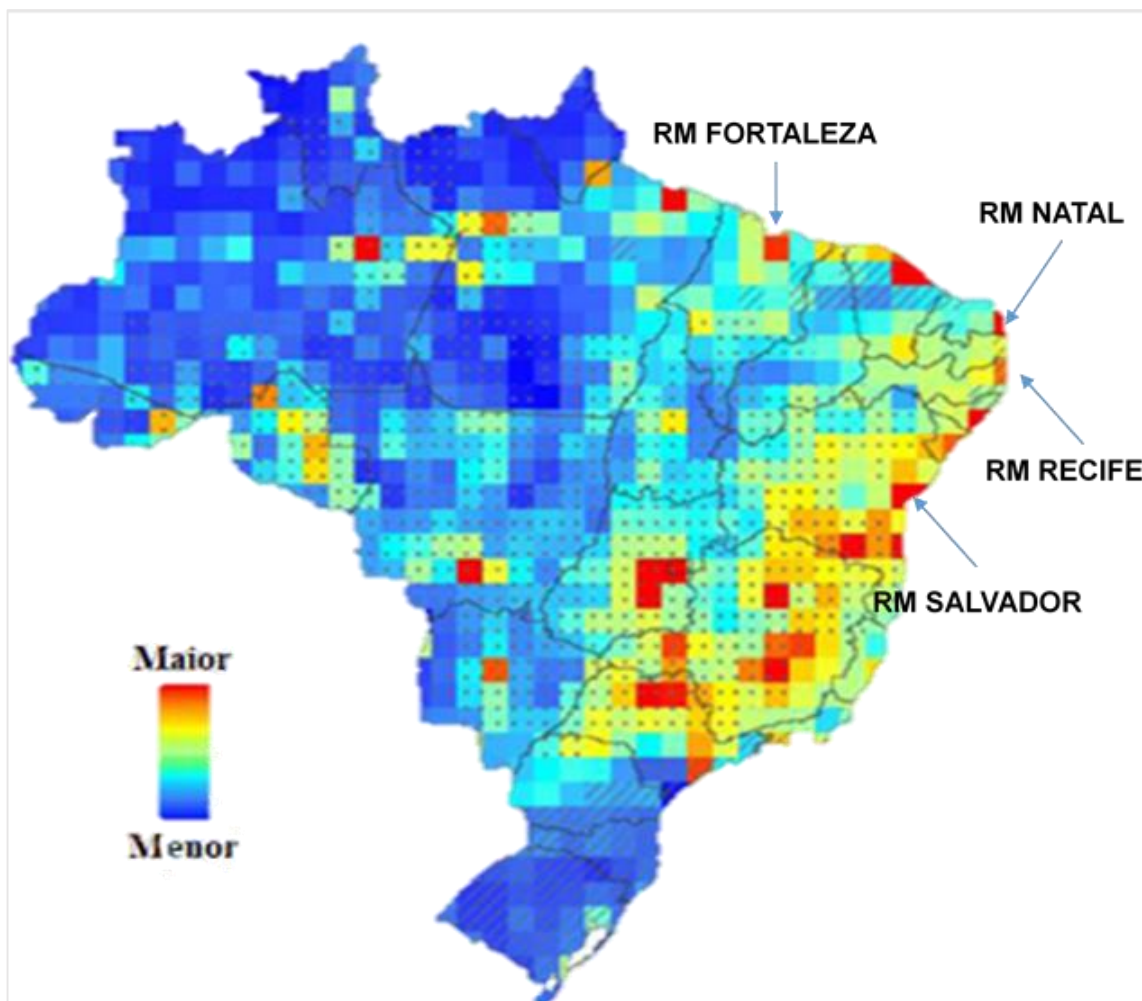 RM FORTALEZA
RM NATAL
RM RECIFE
RM SALVADOR
Maior
Menor